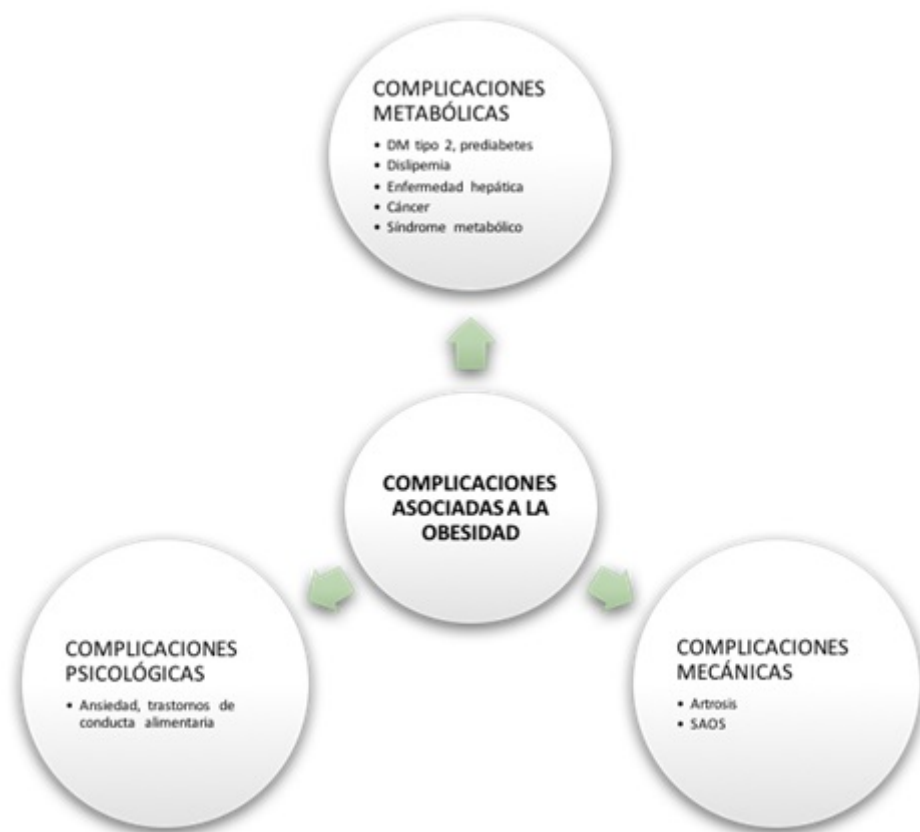 COMPLICACIONES
METABÓLICAS
• DM tipo 2, prediabetes
• Dislipemia
• Enfermedad hepática
• Cáncer
• Síndrome metabólico
COMPLICACIONES
ASOCIADAS A LA
OBESIDAD
COMPLICACIONES
PSICOLÓGICAS
• Ansiedad, trastornos de
conducta alimentaria
COMPLICACIONES
MECÁNICAS
• Artrosis
• SAOS